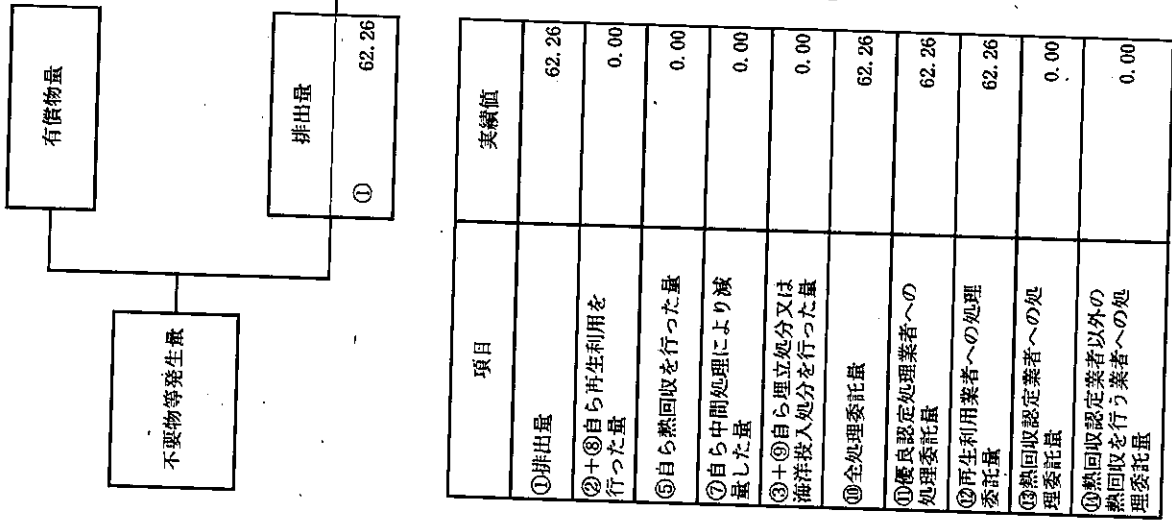 有償物量
不要物等発生量
排出量
① 62.26
項目 実績値
①排出量 62.26
②+⑧自ら再生利用を
行った量 0.00
⑤自ら熱回収を行った量 0.00
⑦自ら中間処理により減
量した量 0.00
③+⑨自ら埋立処分又は
海洋投入処分を行った量 0.00
⑩全処理委託量 62.26
⑪優良認定処理業者への
処理委託量 62.26
⑫再生利用業者への処理
委託量 62.26
⑬熱回収認定業者への処
理委託量 0.00
⑭熱回収認定業者以外の
熱回収を行う業者への処
理委託量 0.00